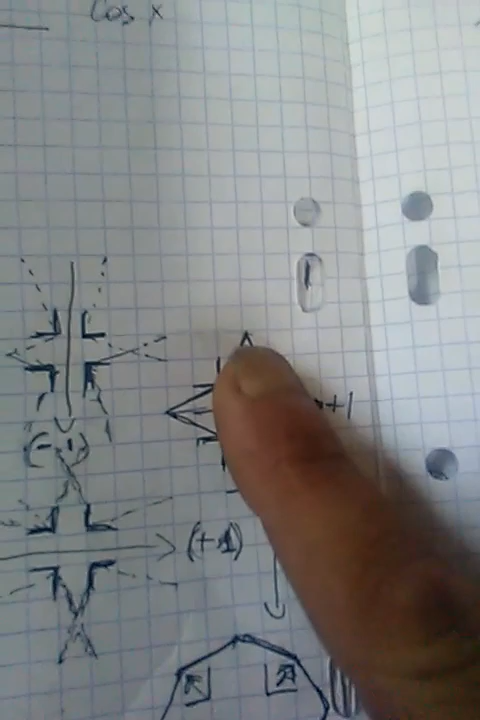 Cos x
+1
(-1)
(+1)